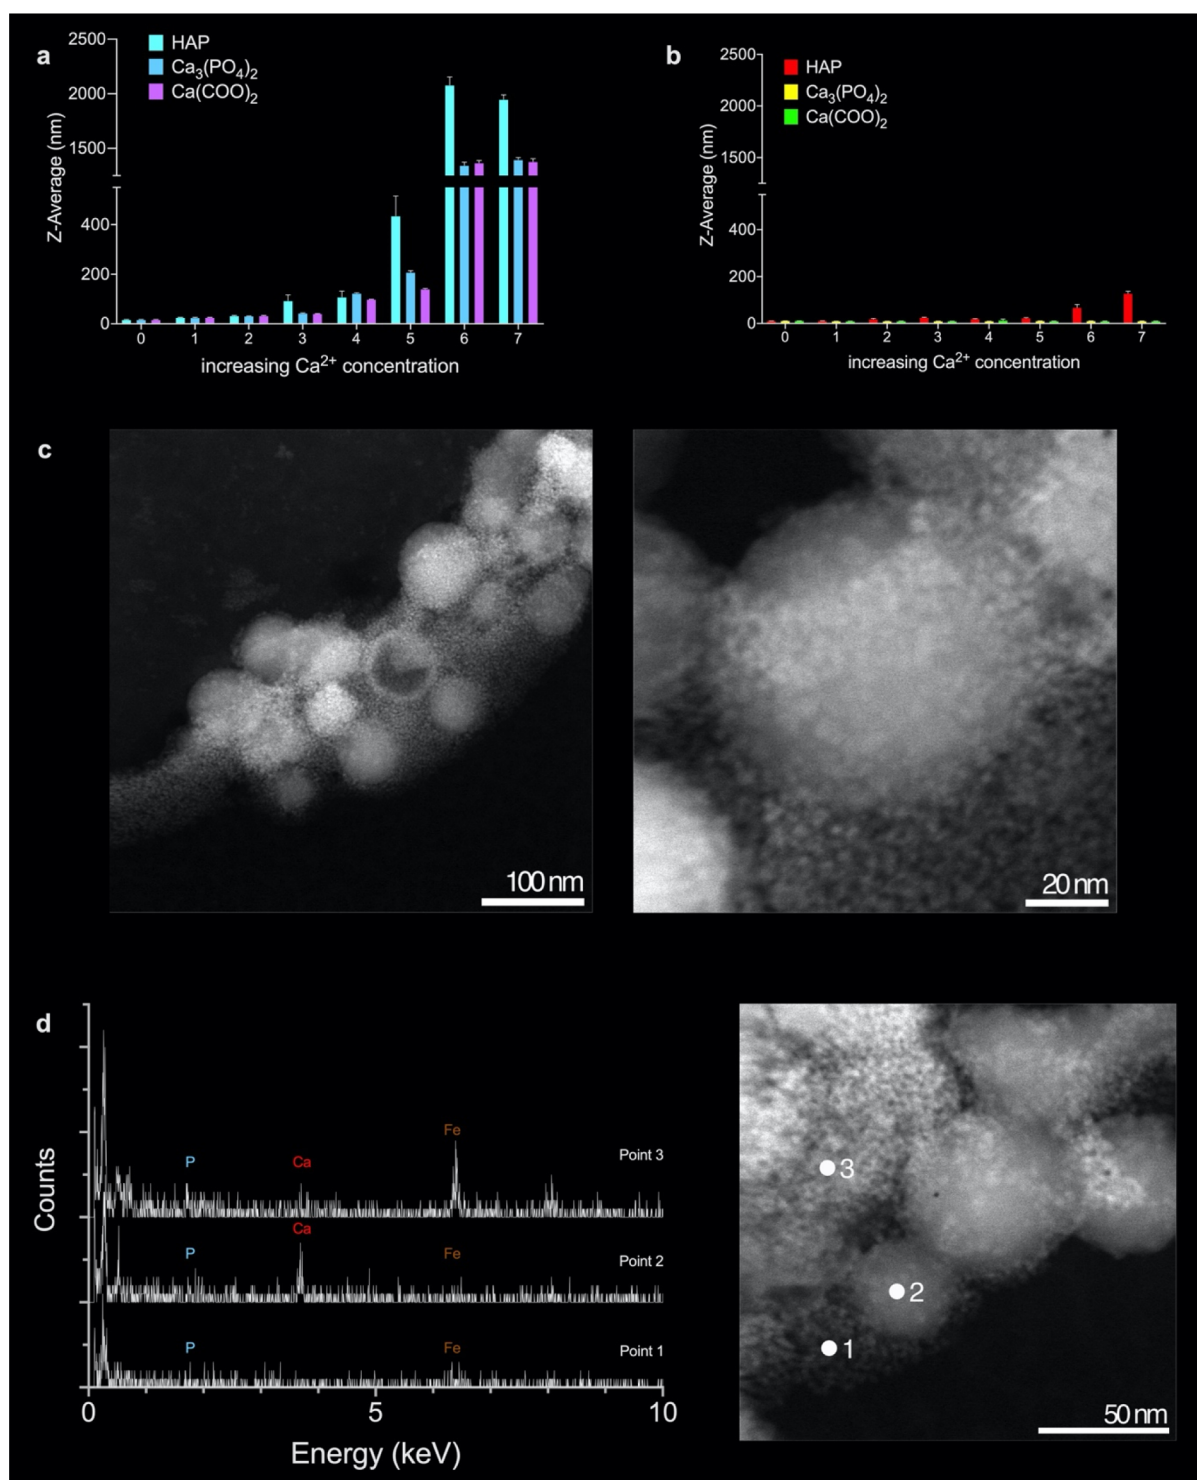 a
2500
2000
1500
400
200
0
Z-Average (nm)
HAP
Ca₃(PO₄)₂
Ca(COO)₂
0 1 2 3 4 5 6 7
increasing Ca²⁺ concentration
b
2500
2000
1500
400
200
0
Z-Average (nm)
HAP
Ca₃(PO₄)₂
Ca(COO)₂
0 1 2 3 4 5 6 7
increasing Ca²⁺ concentration
c
100 nm
20 nm
d
Counts
P Ca Fe Point 3
P Ca Fe Point 2
P Fe Point 1
0 5 10
Energy (keV)
3
2
1
50 nm